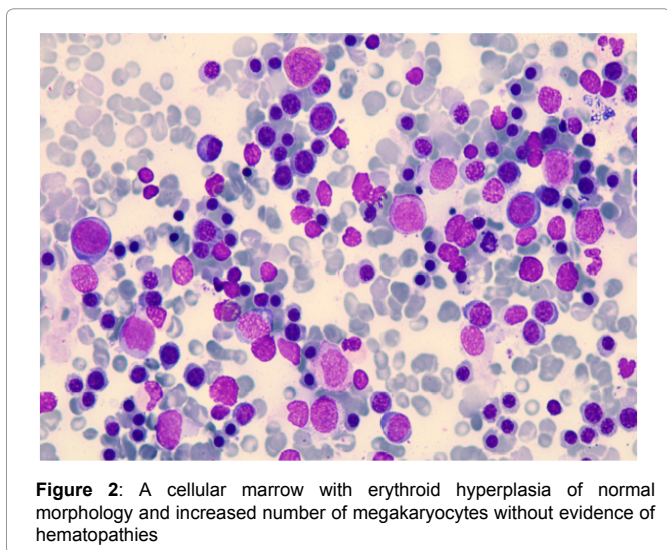 Figure 2: A cellular marrow with erythroid hyperplasia of normal
morphology and increased number of megakaryocytes without evidence of
hematopathies